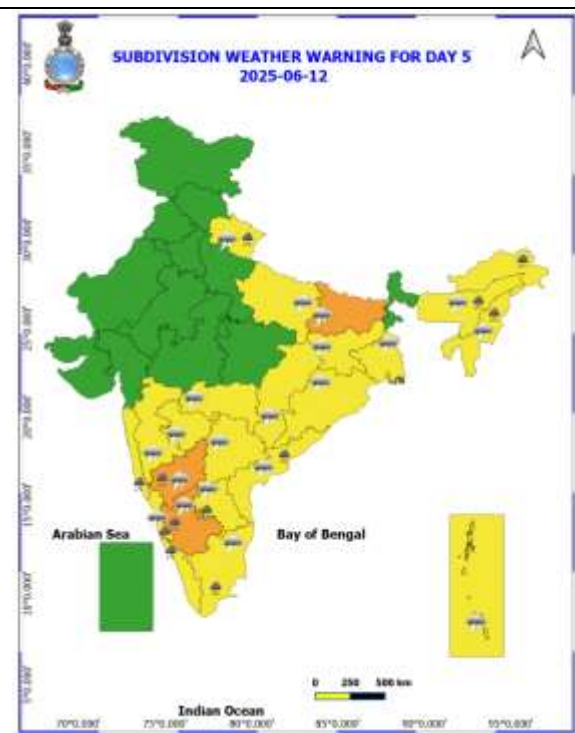 SUBDIVISION WEATHER WARNING FOR DAY 5
2025-06-12
Arabian Sea
Bay of Bengal
0 250 500 km
Indian Ocean
70°0.000' 75°0.000' 80°0.000' 85°0.000' 90°0.000' 95°0.000'